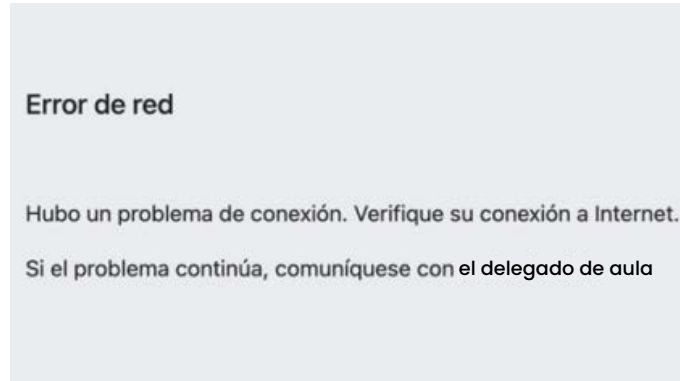 Error de red
Hubo un problema de conexión. Verifique su conexión a Internet.
Si el problema continúa, comuníquese con el delegado de aula